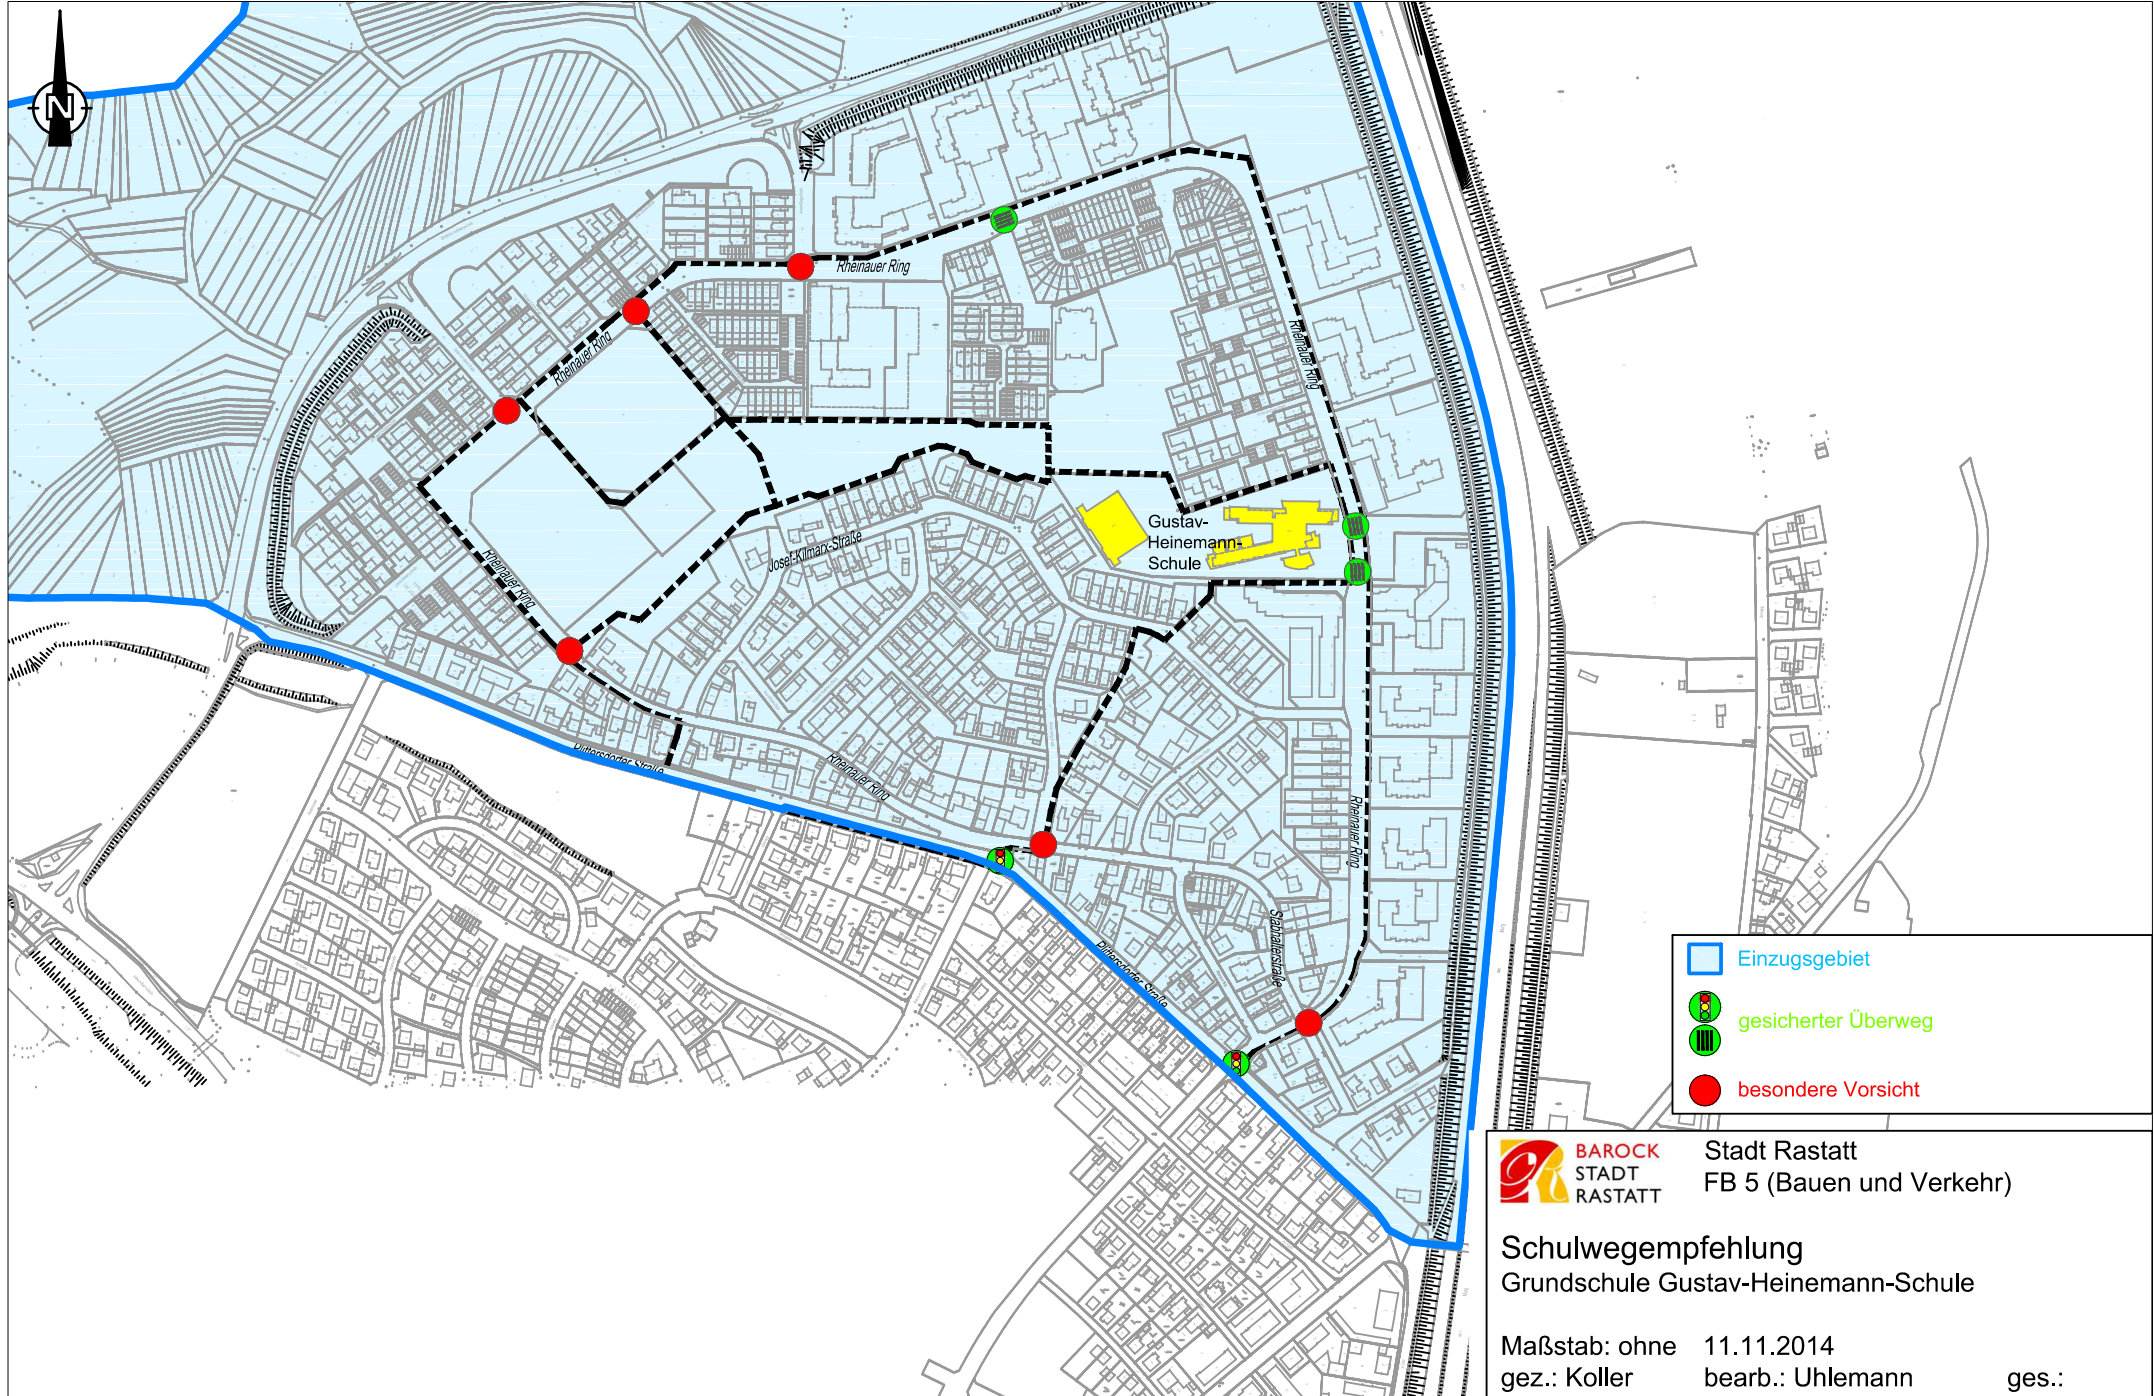 N
Rheinauer Ring
Rheinauer Ring
Rheinauer Ring
Gustav-
Heinemann-
Schule
Josef-Kilmarx-Straße
Rheinauer Ring
Plittersdorfer Straße
Rheinauer Ring
Rheinauer Ring
Stabhalterstraße
Plittersdorfer Straße
Einzugsgebiet
gesicherter Überweg
besondere Vorsicht
BAROCK
STADT
RASTATT
Stadt Rastatt
FB 5 (Bauen und Verkehr)
Schulwegempfehlung
Grundschule Gustav-Heinemann-Schule
Maßstab: ohne 11.11.2014
gez.: Koller bearb.: Uhlemann ges.: